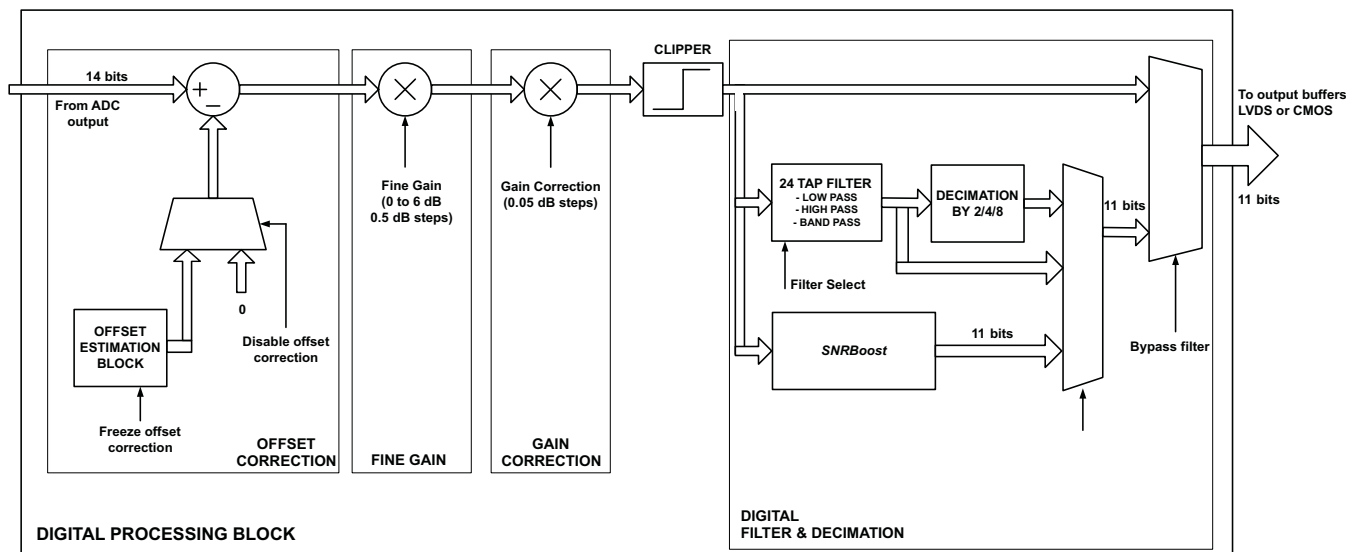 14 bits
From ADC
output
+
−
0
OFFSET
ESTIMATION
BLOCK
Disable offset
correction
Freeze offset
correction
OFFSET
CORRECTION
Fine Gain
(0 to 6 dB
0.5 dB steps)
FINE GAIN
Gain Correction
(0.05 dB steps)
GAIN
CORRECTION
CLIPPER
24 TAP FILTER
- LOW PASS
- HIGH PASS
- BAND PASS
DECIMATION
BY 2/4/8
Filter Select
11 bits
SNRBoost
11 bits
Bypass filter
To output buffers
LVDS or CMOS
11 bits
DIGITAL
FILTER & DECIMATION
DIGITAL PROCESSING BLOCK